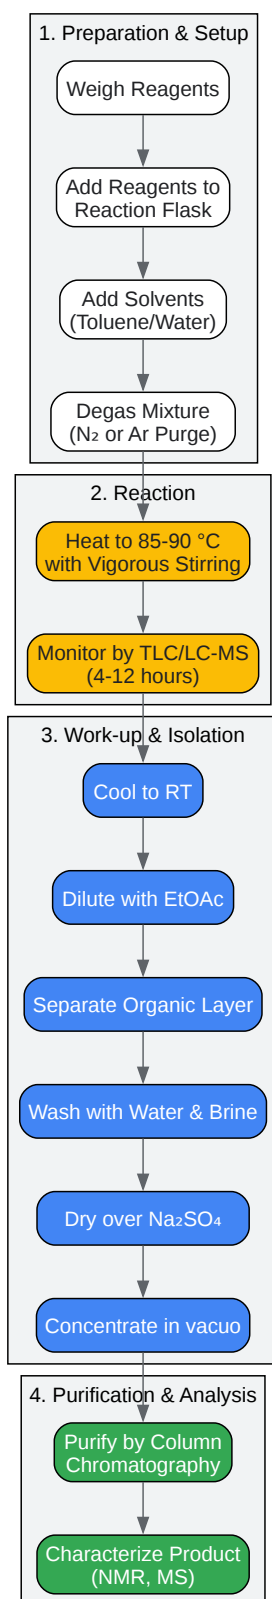 1. Preparation & Setup
Weigh Reagents
Add Reagents to
Reaction Flask
Add Solvents
(Toluene/Water)
Degas Mixture
(N₂ or Ar Purge)
2. Reaction
Heat to 85-90 °C
with Vigorous Stirring
Monitor by TLC/LC-MS
(4-12 hours)
3. Work-up & Isolation
Cool to RT
Dilute with EtOAc
Separate Organic Layer
Wash with Water & Brine
Dry over Na₂SO₄
Concentrate in vacuo
4. Purification & Analysis
Purify by Column
Chromatography
Characterize Product
(NMR, MS)